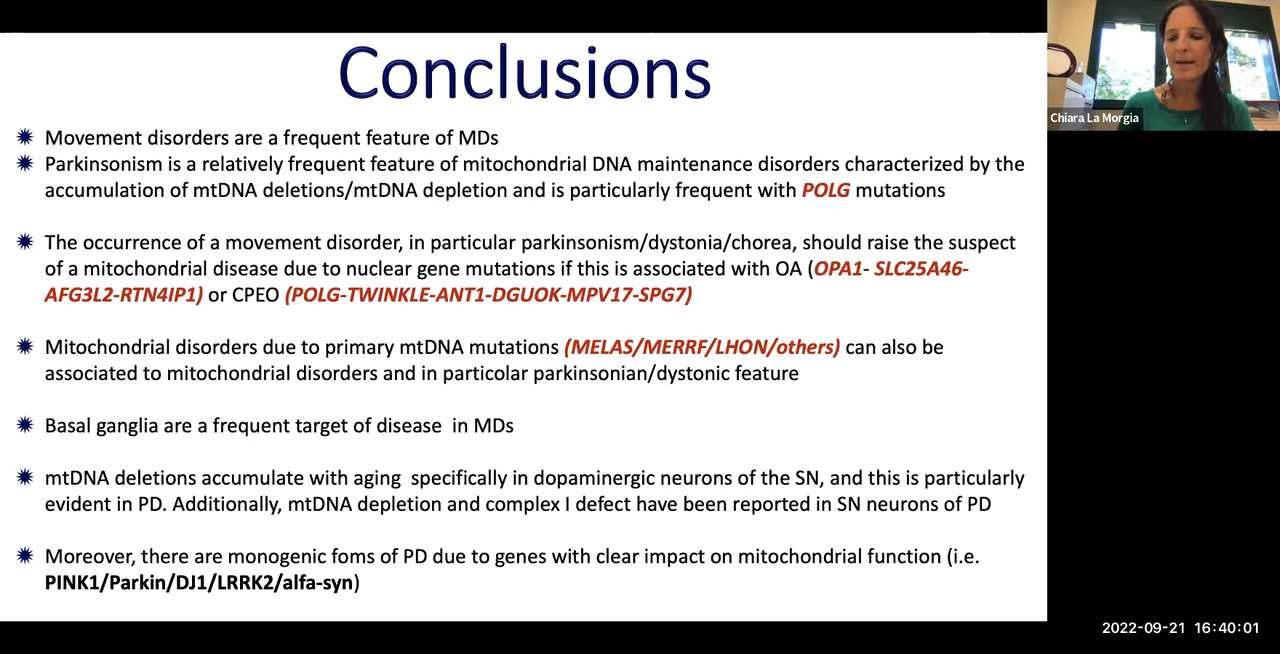 Conclusions
Movement disorders are a frequent feature of MDs
Parkinsonism is a relatively frequent feature of mitochondrial DNA maintenance disorders characterized by the
accumulation of mtDNA deletions/mtDNA depletion and is particularly frequent with POLG mutations
The occurrence of a movement disorder, in particular parkinsonism/dystonia/chorea, should raise the suspect
of a mitochondrial disease due to nuclear gene mutations if this is associated with OA (OPA1- SLC25A46-
AFG3L2-RTN4IP1) or CPEO (POLG-TWINKLE-ANT1-DGUOK-MPV17-SPG7)
Mitochondrial disorders due to primary mtDNA mutations (MELAS/MERRF/LHON/others) can also be
associated to mitochondrial disorders and in particolar parkinsonian/dystonic feature
Basal ganglia are a frequent target of disease in MDs
mtDNA deletions accumulate with aging specifically in dopaminergic neurons of the SN, and this is particularly
evident in PD. Additionally, mtDNA depletion and complex I defect have been reported in SN neurons of PD
Moreover, there are monogenic foms of PD due to genes with clear impact on mitochondrial function (i.e.
PINK1/Parkin/DJ1/LRRK2/alfa-syn)
Chiara La Morgia
2022-09-21 16:40:01